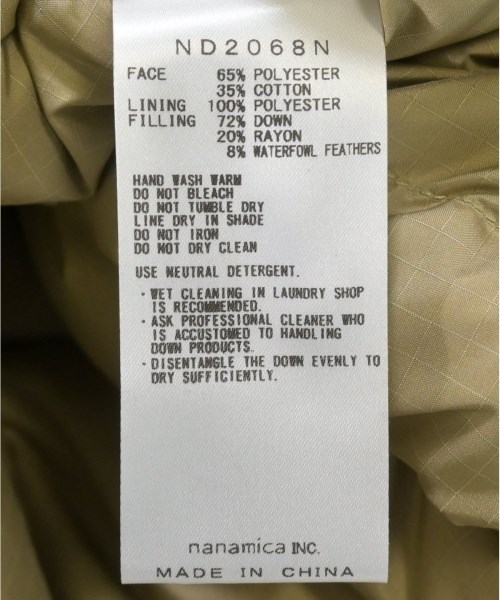 ND2068N
FACE 65% POLYESTER
35% COTTON
LINING 100% POLYESTER
FILLING 72% DOWN
20% RAYON
8% WATERFOWL FEATHERS
HAND WASH WARM
DO NOT BLEACH
DO NOT TUMBLE DRY
LINE DRY IN SHADE
DO NOT IRON
DO NOT DRY CLEAN
USE NEUTRAL DETERGENT.
・WET CLEANING IN LAUNDRY SHOP
IS RECOMMENDED.
・ASK PROFESSIONAL CLEANER WHO
IS ACCUSTOMED TO HANDLING
DOWN PRODUCTS.
・DISENTANGLE THE DOWN EVENLY TO
DRY SUFFICIENTLY.
nanamica INC.
MADE IN CHINA